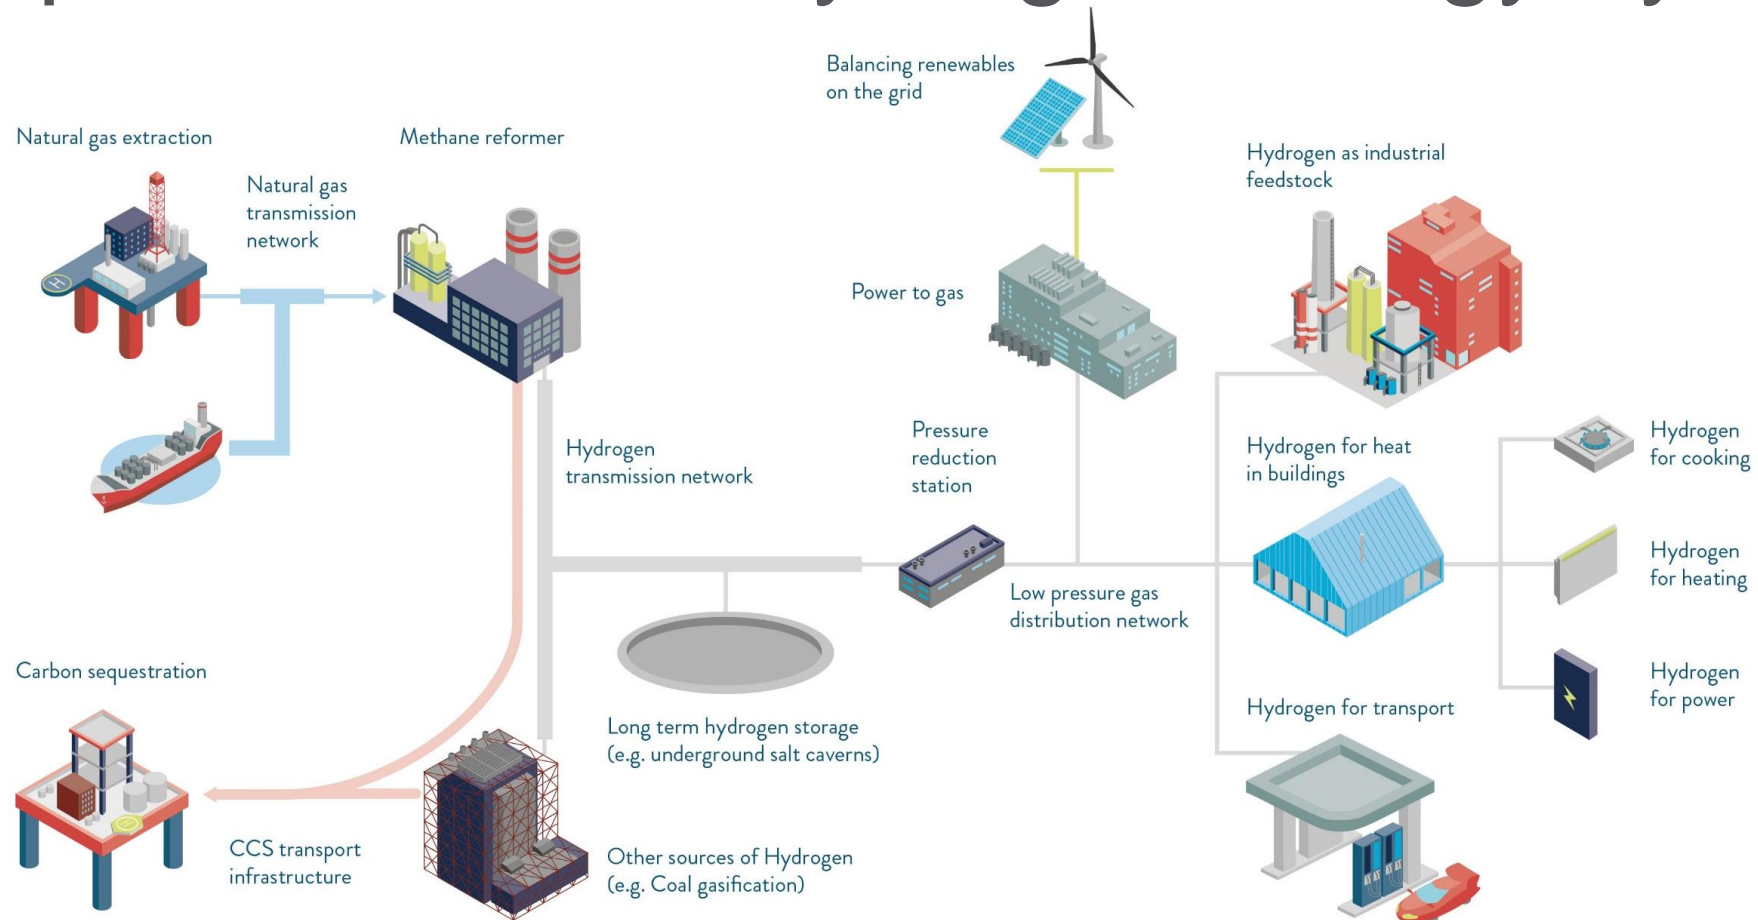 Balancing renewables
on the grid
Natural gas extraction
Methane reformer
Natural gas
transmission
network
Hydrogen as industrial
feedstock
Power to gas
Hydrogen
transmission network
Pressure
reduction
station
Hydrogen for heat
in buildings
Hydrogen
for cooking
Hydrogen
for heating
Low pressure gas
distribution network
Hydrogen
for power
Carbon sequestration
Long term hydrogen storage
(e.g. underground salt caverns)
Hydrogen for transport
CCS transport
infrastructure
Other sources of Hydrogen
(e.g. Coal gasification)
H
H